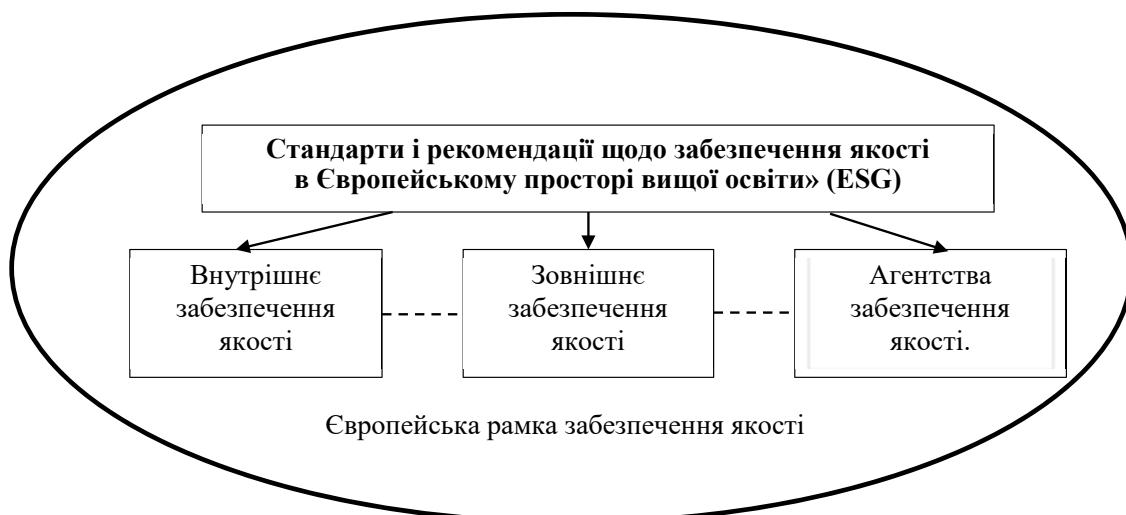 Стандарти і рекомендації щодо забезпечення якості
в Європейському просторі вищої освіти» (ESG)
Внутрішнє
забезпечення
якості
Зовнішнє
забезпечення
якості
Агентства
забезпечення
якості.
Європейська рамка забезпечення якості